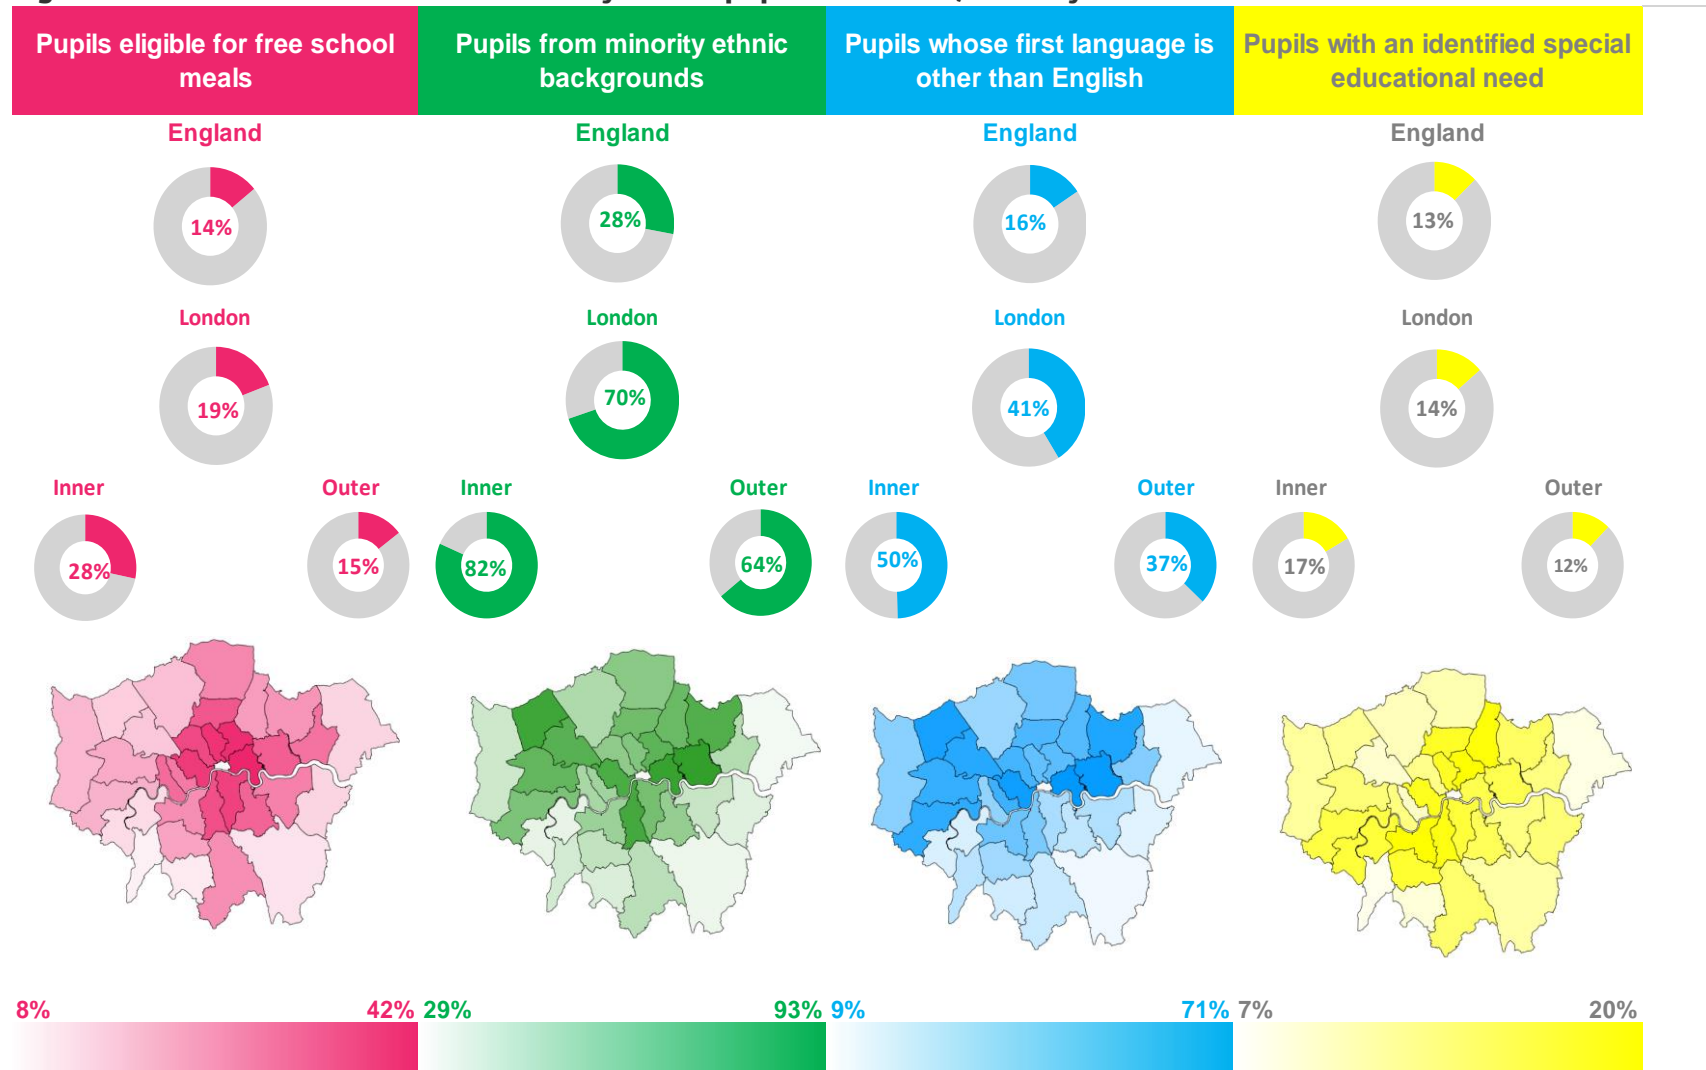 Pupils eligible for free school
meals
Pupils from minority ethnic
backgrounds
Pupils whose first language is
other than English
Pupils with an identified special
educational need
England
England
England
England
14%
28%
16%
13%
London
London
London
London
19%
70%
41%
14%
Inner
Outer
Inner
Outer
Inner
Outer
Inner
Outer
28%
15%
82%
64%
50%
37%
17%
12%
8%
42%
29%
93%
9%
71%
7%
20%